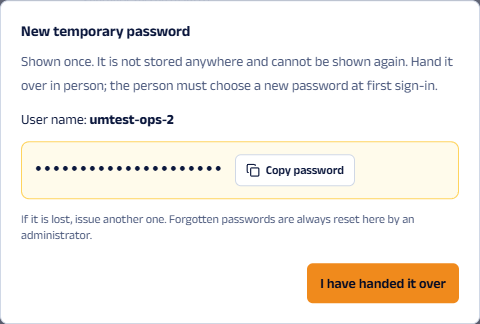 New temporary password
Shown once. It is not stored anywhere and cannot be shown again. Hand it
over in person; the person must choose a new password at first sign-in.
User name: umtest-ops-2
••••••••••••••••••••• Copy password
If it is lost, issue another one. Forgotten passwords are always reset here by an
administrator.
I have handed it over